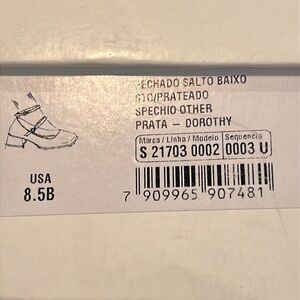 FECHADO SALTO BAIXO
STO/PRATEADO
SPECHIO OTHER
PRATA – DOROTHY
Marca / Linha / Modelo Sequencia
S 21703 0002 0003 U
USA
8.5B
7 909965 907481